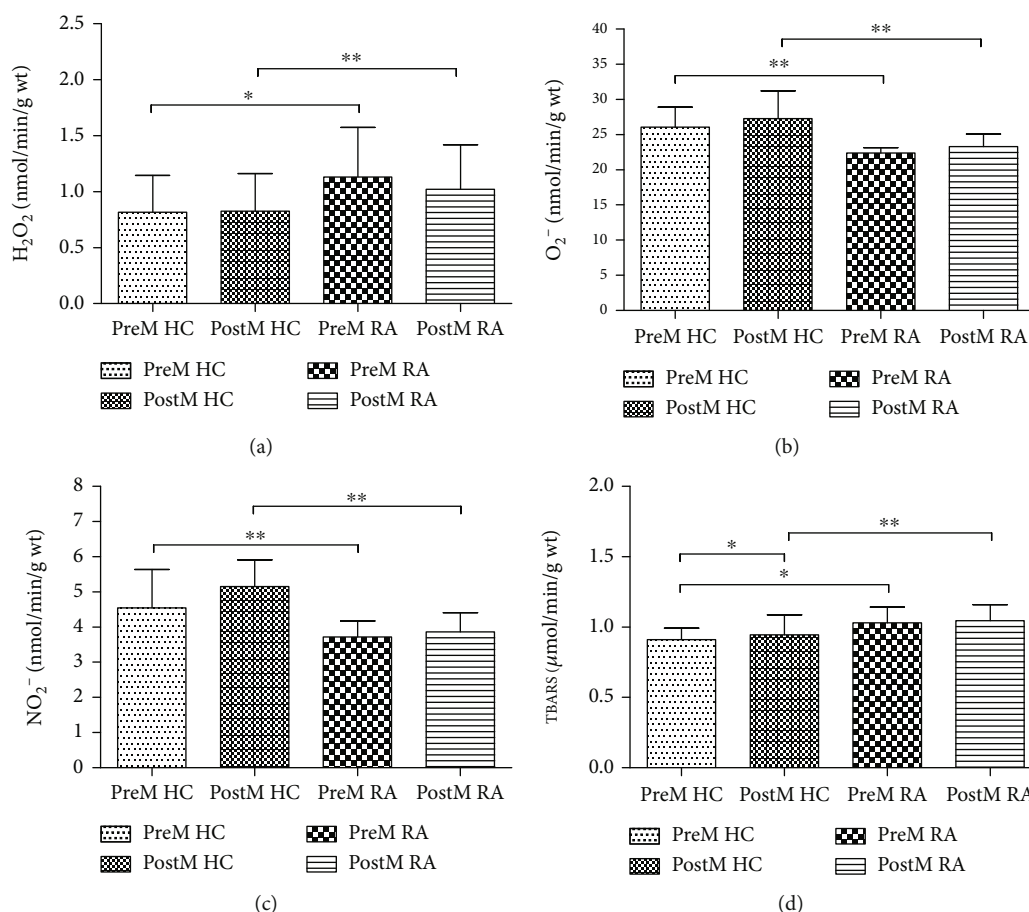 H₂O₂ (nmol/min/g wt)
2.5
2.0
1.5
1.0
0.5
0.0
**
*
PreM HC PostM HC PreM RA PostM RA
PreM HC PreM RA
PostM HC PostM RA
(a)
O₂⁻ (nmol/min/g wt)
40
35
30
25
20
15
10
5
0
**
**
PreM HC PostM HC PreM RA PostM RA
PreM HC PreM RA
PostM HC PostM RA
(b)
NO₂⁻ (nmol/min/g wt)
8
7
6
5
4
3
2
1
0
**
**
PreM HC PostM HC PreM RA PostM RA
PreM HC PreM RA
PostM HC PostM RA
(c)
TBARS (μmol/min/g wt)
2.0
1.5
1.0
0.5
0.0
**
*
*
PreM HC PostM HC PreM RA PostM RA
PreM HC PreM RA
PostM HC PostM RA
(d)